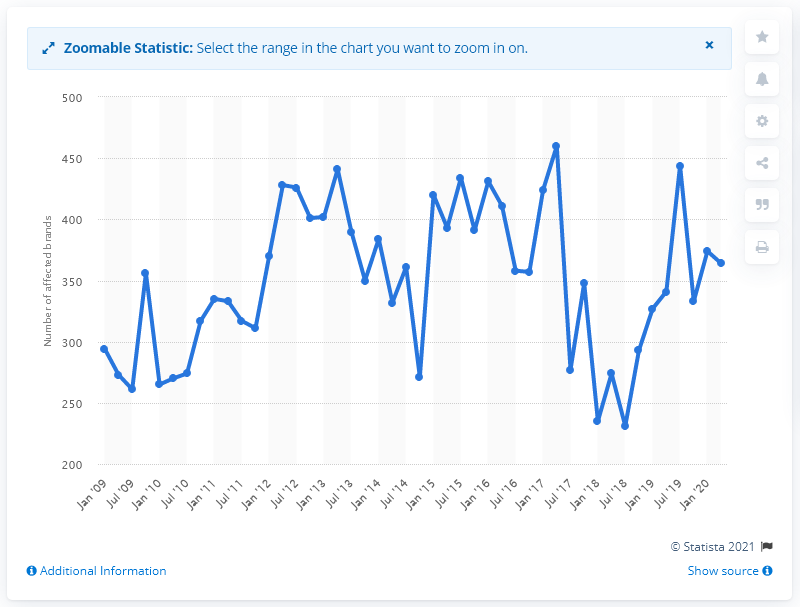 Zoomable Statistic: Select the range in the chart you want to zoom in on.
×
500
450
400
350
300
250
200
Number of affected brands
Jan '09
Jul '09
Jan '10
Jul '10
Jan '11
Jul '11
Jan '12
Jul '12
Jan '13
Jul '13
Jan '14
Jul '14
Jan '15
Jul '15
Jan '16
Jul '16
Jan '17
Jul '17
Jan '18
Jul '18
Jan '19
Jul '19
Jan '20
© Statista 2021
Additional Information
Show source